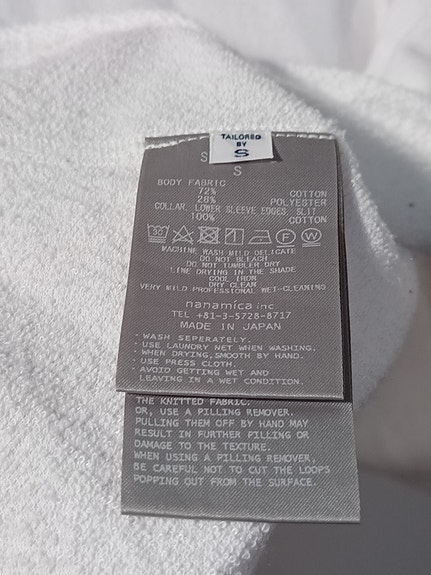 TAILORED
BY
S
S
S
BODY FABRIC
72% COTTON
28% POLYESTER
COLLAR, LOWER SLEEVE EDGES, SLIT
100% COTTON
MACHINE WASH MILD DELICATE
DO NOT BLEACH
DO NOT TUMBLER DRY
LINE DRYING IN THE SHADE
COOL IRON
DRY CLEAN
VERY MILD PROFESSIONAL WET-CLEANING
nanamica inc.
TEL +81-3-5728-8717
MADE IN JAPAN
・WASH SEPERATELY.
・USE LAUNDRY NET WHEN WASHING.
・WHEN DRYING, SMOOTH BY HAND.
・USE PRESS CLOTH.
・AVOID GETTING WET AND
LEAVING IN A WET CONDITION.
THE KNITTED FABRIC.
OR, USE A PILLING REMOVER.
PULLING THEM OFF BY HAND MAY
RESULT IN FURTHER PILLING OR
DAMAGE TO THE TEXTURE.
WHEN USING A PILLING REMOVER,
BE CAREFUL NOT TO CUT THE LOOPS
POPPING OUT FROM THE SURFACE.